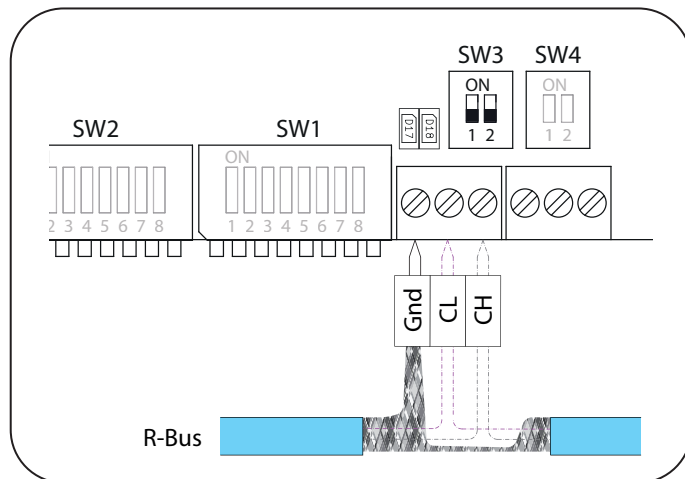 SW3 SW4
ON ON
1 2 1 2
D17 D18
SW2 SW1
ON
2 3 4 5 6 7 8 1 2 3 4 5 6 7 8
Gnd CL CH
R-Bus